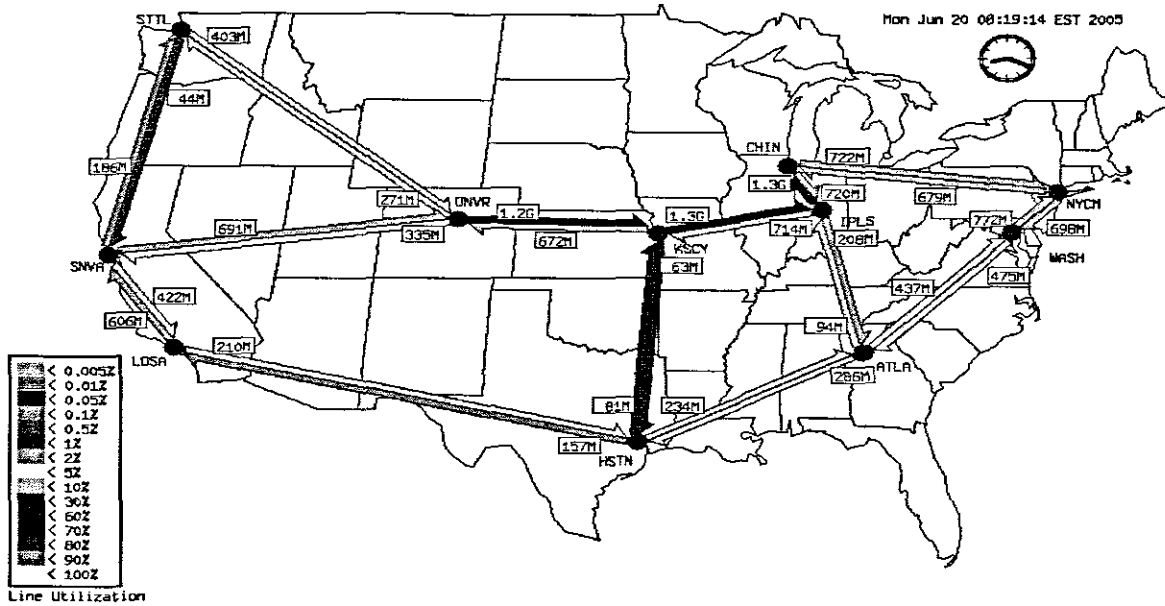 STTL
Mon Jun 20 08:19:14 EST 2005
403M
44M
CHIN
722M
186M
1.3G
720M
679M
NYCM
271M
DNVR
1.2G
1.3G
IPLS
772M
698M
691M
335M
672M
KSCY
714M
208M
WASH
SNVA
63M
475M
422M
437M
606M
94M
LOSA
210M
ATLA
286M
81M
234M
157M
HSTN
< 0.005%
< 0.01%
< 0.05%
< 0.1%
< 0.5%
< 1%
< 2%
< 5%
< 10%
< 30%
< 60%
< 70%
< 80%
< 90%
< 100%
Line Utilization